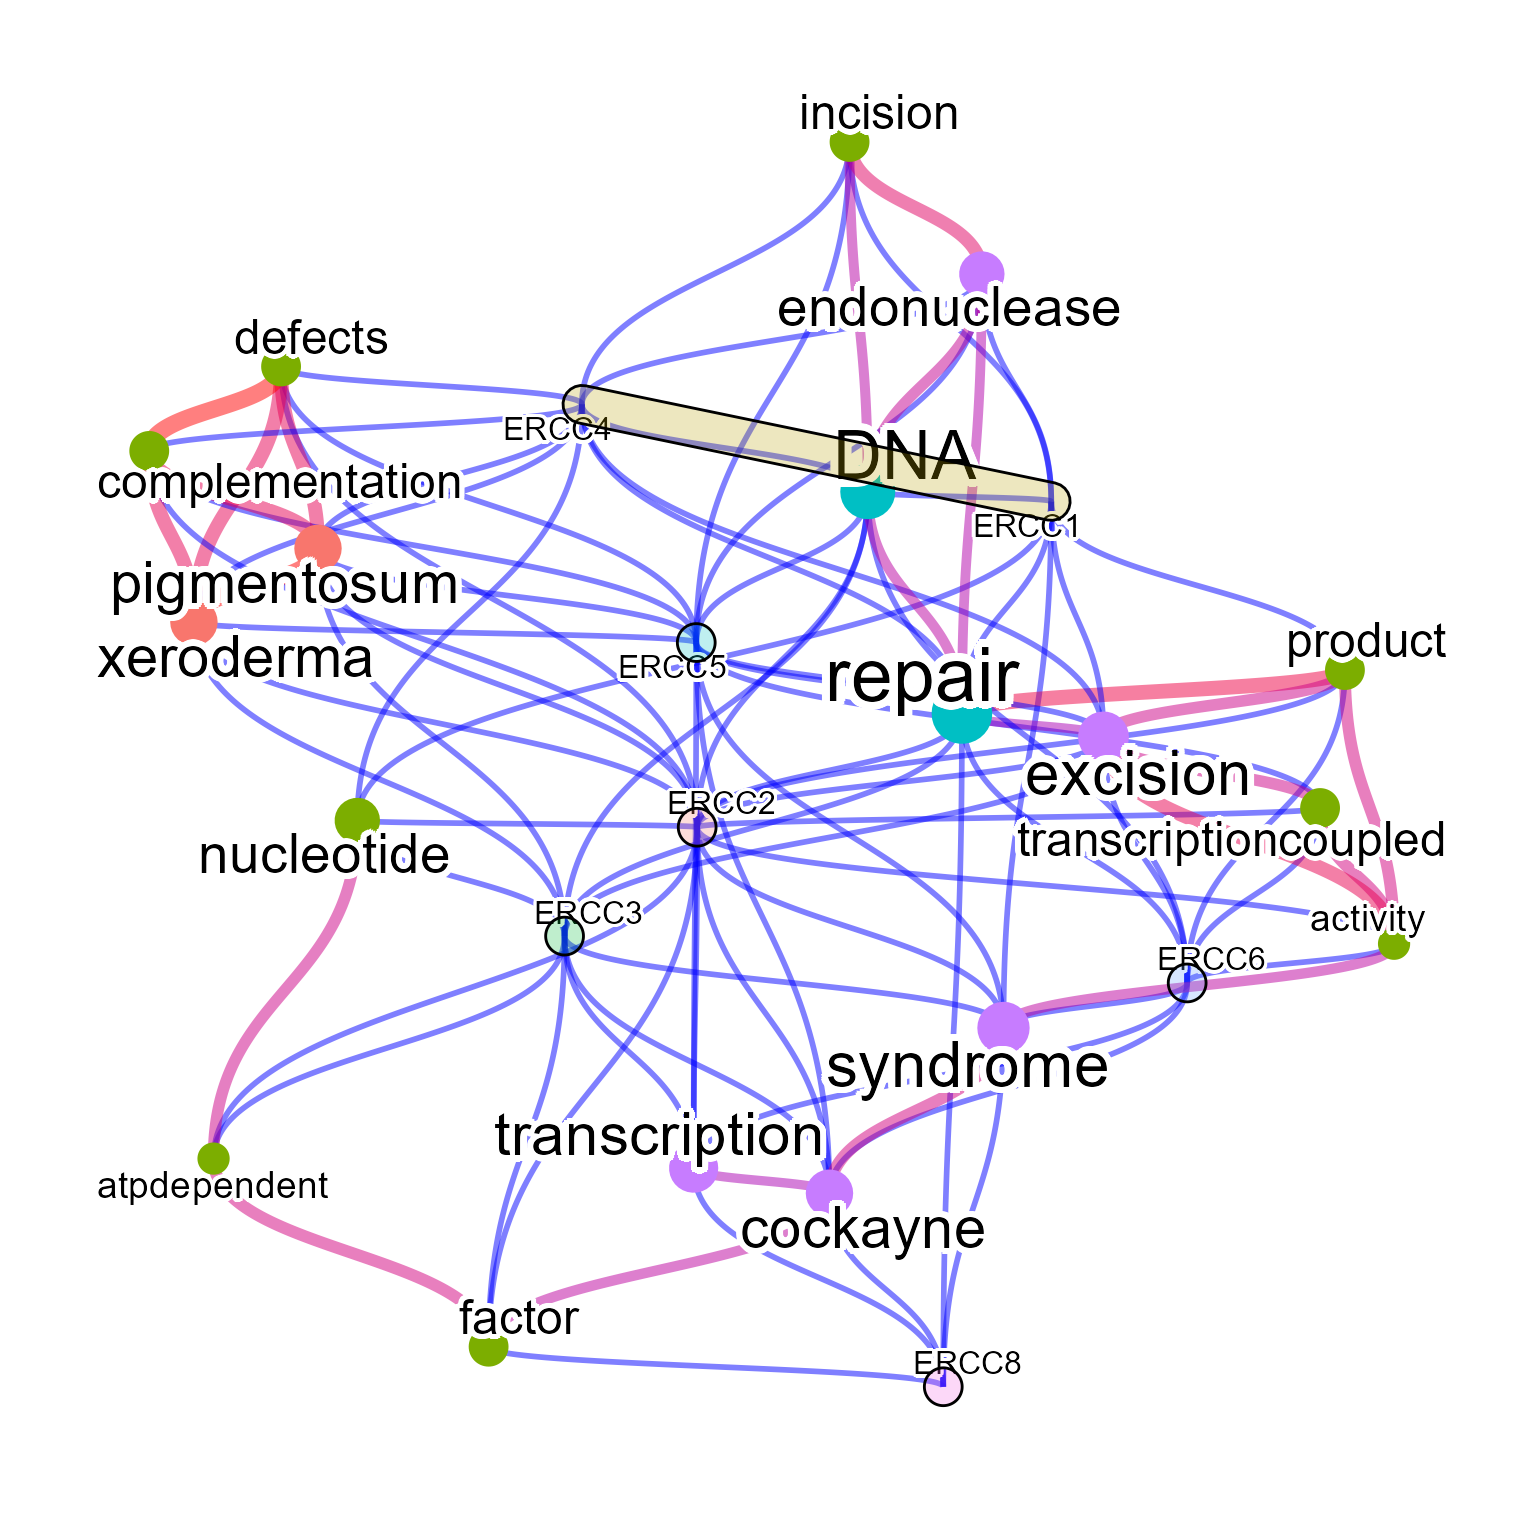 incision
endonuclease
defects
ERCC4
DNA
complementation
ERCC1
pigmentosum
product
xeroderma
ERCC5
repair
excision
ERCC2
transcriptioncoupled
nucleotide
ERCC3
activity
ERCC6
syndrome
transcription
atpdependent
cockayne
factor
ERCC8